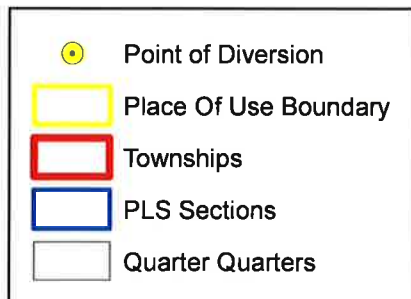 Point of Diversion
Place Of Use Boundary
Townships
PLS Sections
Quarter Quarters